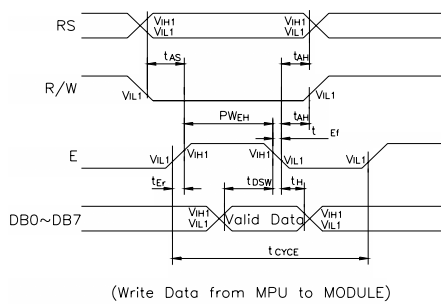 RS VIH1 VIL1 VIH1 VIL1
tAS tAH
R/W VIL1 VIL1
PWEH tAH
tEf
E VIL1 VIH1 VIH1 VIL1 VIL1
tEr tDSW tH
DB0~DB7 VIH1 VIL1 Valid Data VIH1 VIL1
tCYCE
(Write Data from MPU to MODULE)